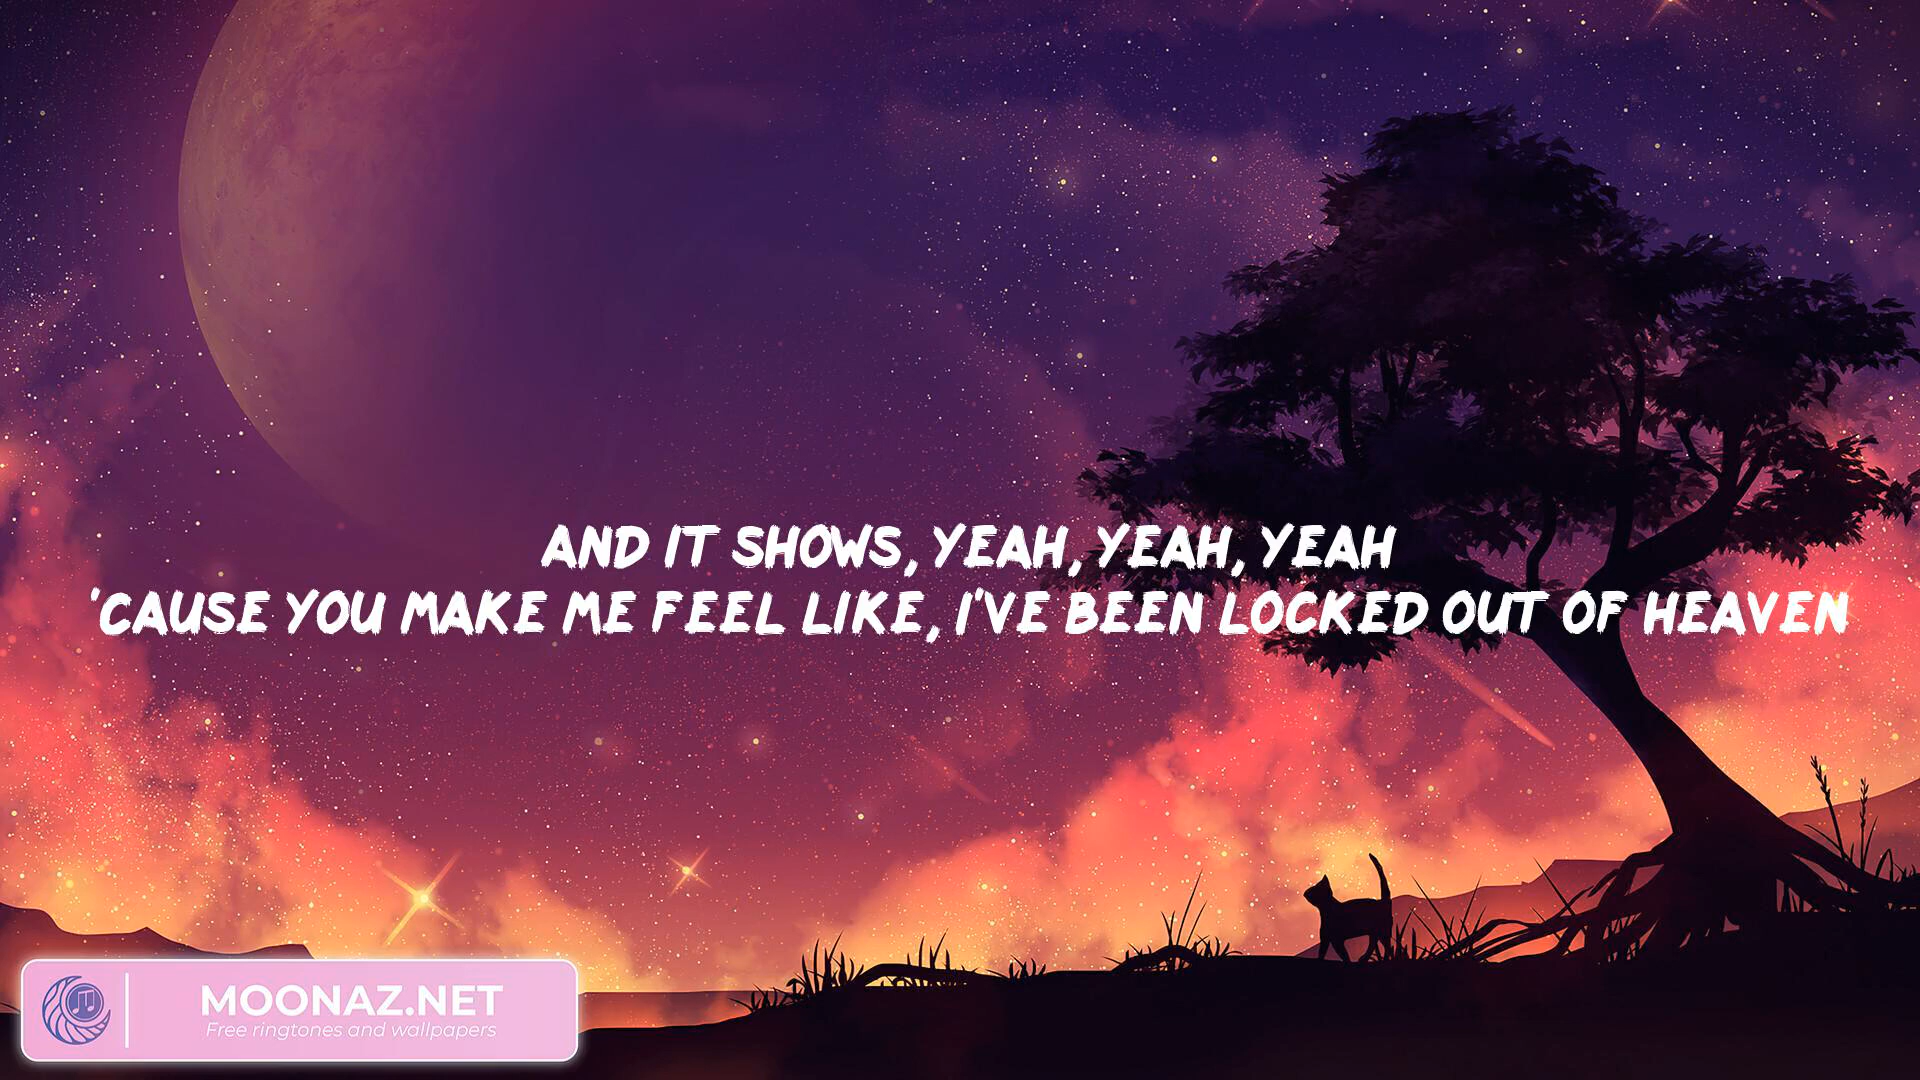 AND IT SHOWS, YEAH, YEAH, YEAH
'CAUSE YOU MAKE ME FEEL LIKE, I'VE BEEN LOCKED OUT OF HEAVEN
MOONAZ.NET
Free ringtones and wallpapers